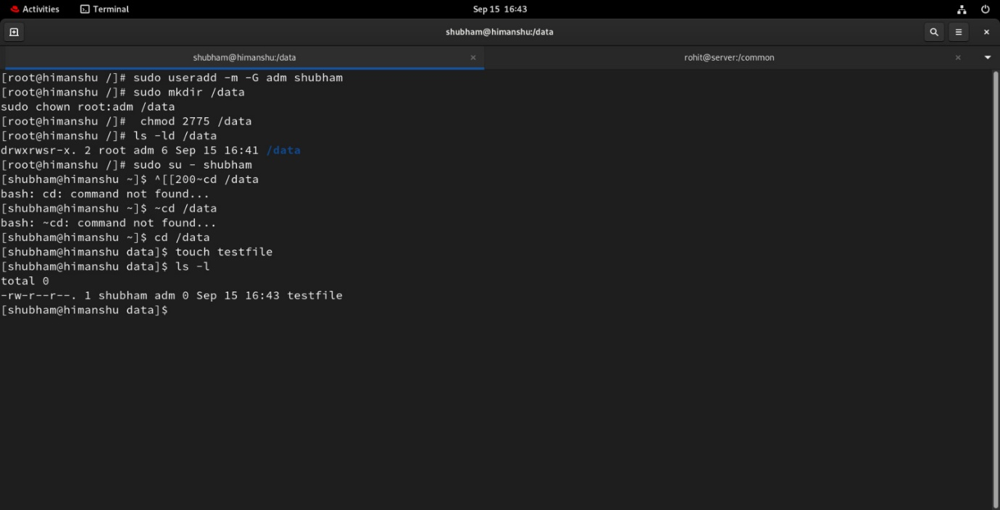 Activities Terminal Sep 15 16:43
shubham@himanshu:/data
shubham@himanshu:/data rohit@server:/common
[root@himanshu /]# sudo useradd -m -G adm shubham
[root@himanshu /]# sudo mkdir /data
sudo chown root:adm /data
[root@himanshu /]#  chmod 2775 /data
[root@himanshu /]# ls -ld /data
drwxrwsr-x. 2 root adm 6 Sep 15 16:41 /data
[root@himanshu /]# sudo su - shubham
[shubham@himanshu ~]$ ^[[200~cd /data
bash: cd: command not found...
[shubham@himanshu ~]$ ~cd /data
bash: ~cd: command not found...
[shubham@himanshu ~]$ cd /data
[shubham@himanshu data]$ touch testfile
[shubham@himanshu data]$ ls -l
total 0
-rw-r--r--. 1 shubham adm 0 Sep 15 16:43 testfile
[shubham@himanshu data]$